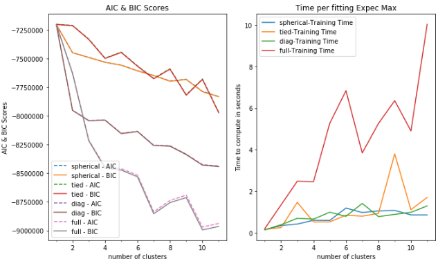 AIC & BIC Scores
−7250000
−7500000
−7750000
−8000000
−8250000
−8500000
−8750000
−9000000
AIC & BIC Scores
spherical - AIC
spherical - BIC
tied - AIC
tied - BIC
diag - AIC
diag - BIC
full - AIC
full - BIC
2 4 6 8 10
number of clusters
Time per fitting Expec Max
10
8
6
4
2
0
Time to compute in seconds
spherical-Training Time
tied-Training Time
diag-Training Time
full-Training Time
2 4 6 8 10
number of clusters